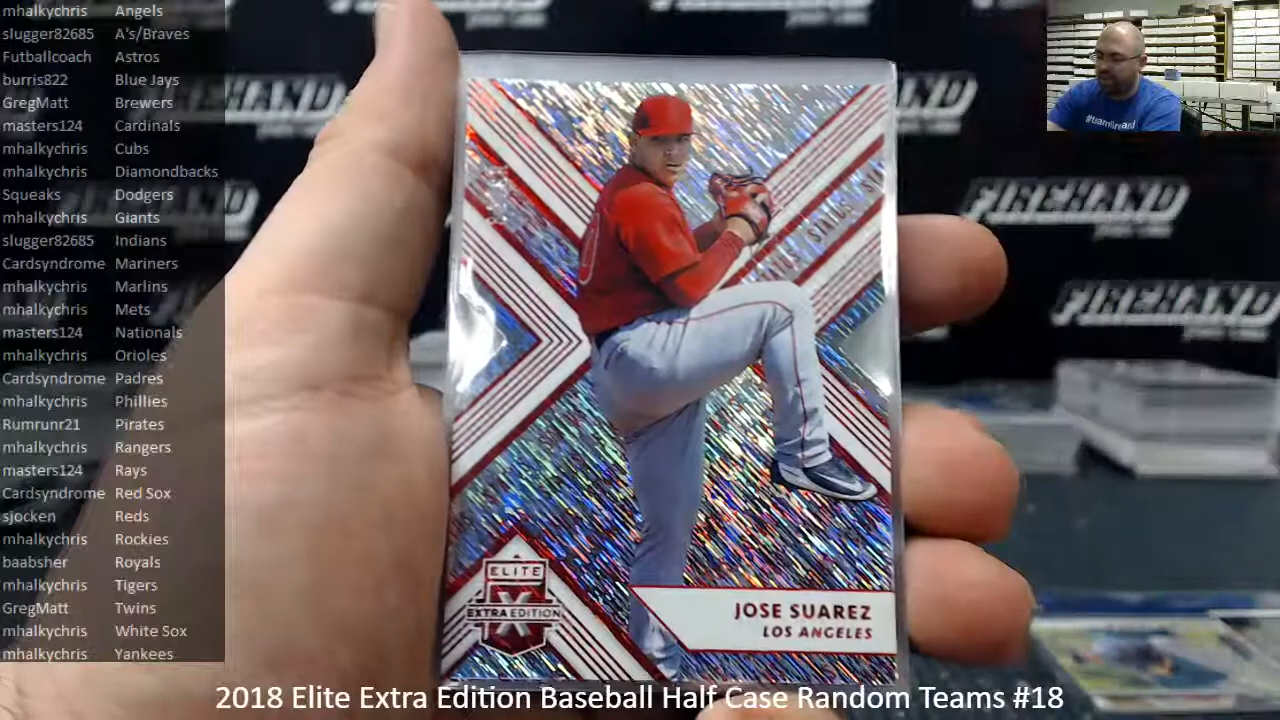 mhalkychris Angels
slugger82685 A's/Braves
Futballcoach Astros
burris822 Blue Jays
GregMatt Brewers
masters124 Cardinals
mhalkychris Cubs
mhalkychris Diamondbacks
Squeaks Dodgers
mhalkychris Giants
slugger82685 Indians
Cardsyndrome Mariners
mhalkychris Marlins
mhalkychris Mets
masters124 Nationals
mhalkychris Orioles
Cardsyndrome Padres
mhalkychris Phillies
Rumrunr21 Pirates
mhalkychris Rangers
masters124 Rays
Cardsyndrome Red Sox
sjocken Reds
mhalkychris Rockies
baabsher Royals
mhalkychris Tigers
GregMatt Twins
mhalkychris White Sox
mhalkychris Yankees
FIREHAND
FIREHAND
ELITE
EXTRA EDITION
JOSE SUAREZ
LOS ANGELES
2018 Elite Extra Edition Baseball Half Case Random Teams #18